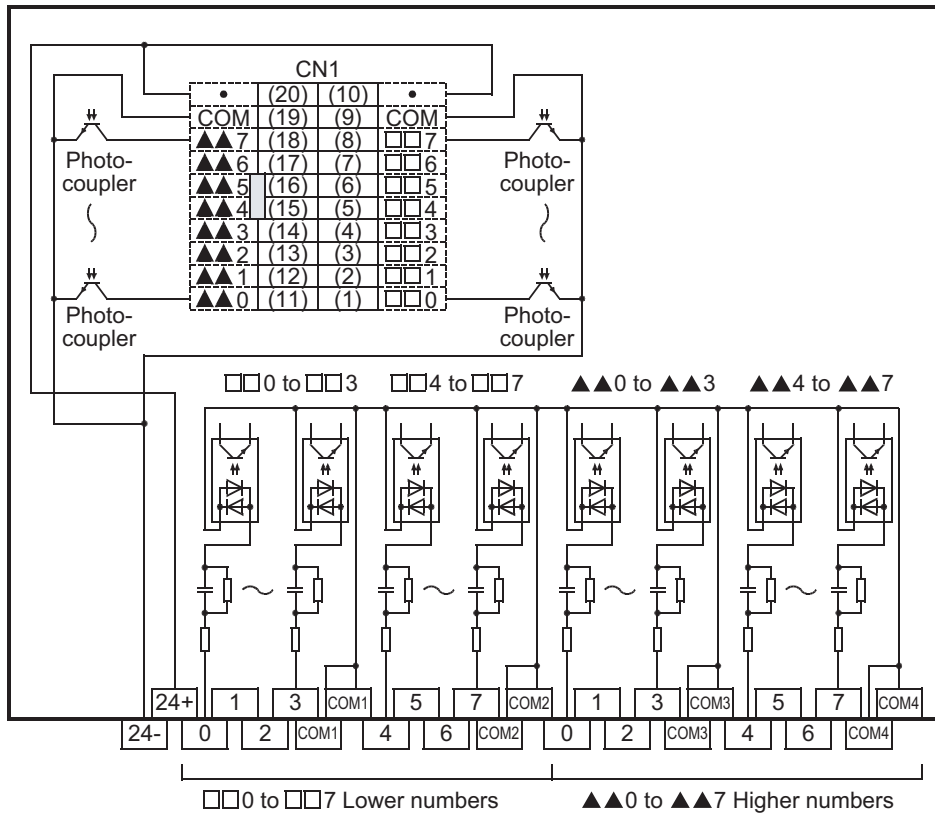 CN1
• (20) (10) •
COM (19) (9) COM
▲▲7 (18) (8) □□7
▲▲6 (17) (7) □□6
▲▲5 (16) (6) □□5
▲▲4 (15) (5) □□4
▲▲3 (14) (4) □□3
▲▲2 (13) (3) □□2
▲▲1 (12) (2) □□1
▲▲0 (11) (1) □□0
Photo-
coupler
Photo-
coupler
Photo-
coupler
Photo-
coupler
□□0 to □□3 □□4 to □□7 ▲▲0 to ▲▲3 ▲▲4 to ▲▲7
24+ 1 3 COM1 5 7 COM2 1 3 COM3 5 7 COM4
24- 0 2 COM1 4 6 COM2 0 2 COM3 4 6 COM4
□□0 to □□7 Lower numbers ▲▲0 to ▲▲7 Higher numbers